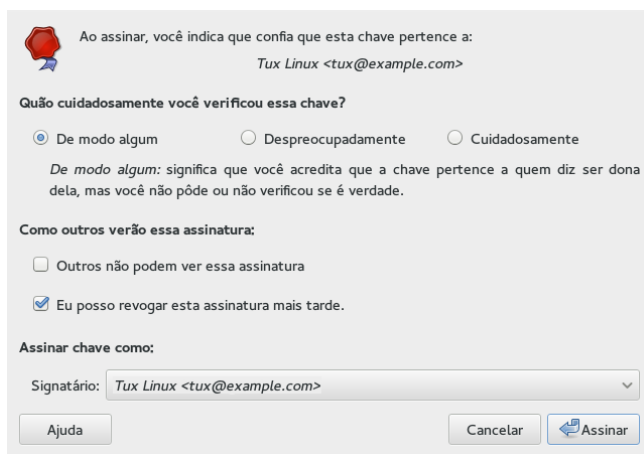 Ao assinar, você indica que confia que esta chave pertence a:
Tux Linux <tux@example.com>
Quão cuidadosamente você verificou essa chave?
De modo algum
Despreocupadamente
Cuidadosamente
De modo algum: significa que você acredita que a chave pertence a quem diz ser dona
dela, mas você não pôde ou não verificou se é verdade.
Como outros verão essa assinatura:
Outros não podem ver essa assinatura
Eu posso revogar esta assinatura mais tarde.
Assinar chave como:
Signatário: Tux Linux <tux@example.com>
Ajuda
Cancelar
Assinar